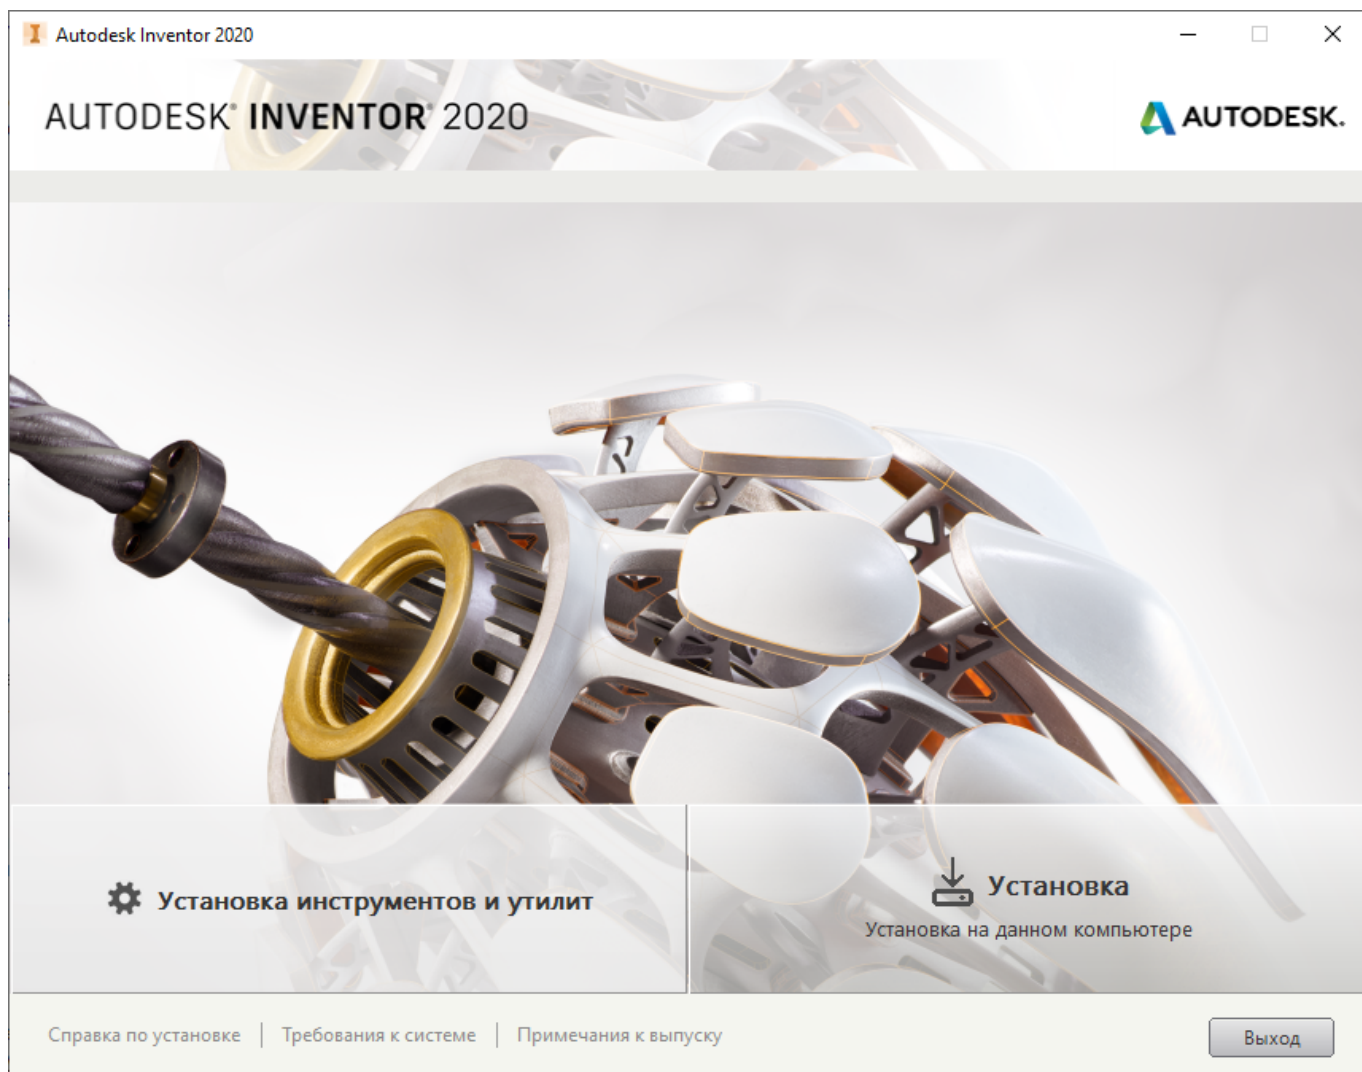 Autodesk Inventor 2020
AUTODESK® INVENTOR® 2020
AUTODESK.
Установка инструментов и утилит
Установка
Установка на данном компьютере
Справка по установке | Требования к системе | Примечания к выпуску
Выход